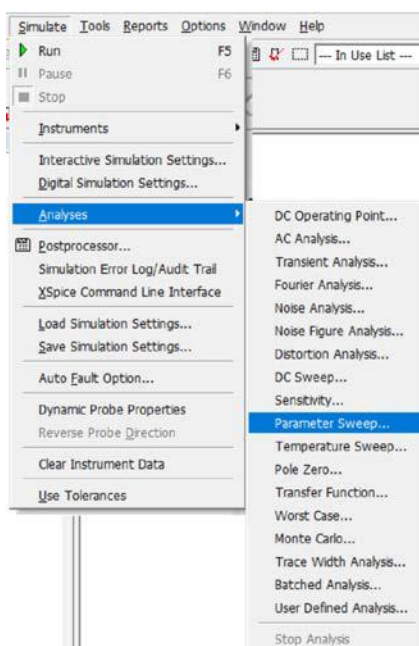 Simulate Tools Reports Options Window Help
Run F5
--- In Use List ---
Pause F6
Stop
Instruments
Interactive Simulation Settings...
Digital Simulation Settings...
Analyses
Postprocessor...
Simulation Error Log/Audit Trail
XSpice Command Line Interface
Load Simulation Settings...
Save Simulation Settings...
Auto Fault Option...
Dynamic Probe Properties
Reverse Probe Direction
Clear Instrument Data
Use Tolerances
DC Operating Point...
AC Analysis...
Transient Analysis...
Fourier Analysis...
Noise Analysis...
Noise Figure Analysis...
Distortion Analysis...
DC Sweep...
Sensitivity...
Parameter Sweep...
Temperature Sweep...
Pole Zero...
Transfer Function...
Worst Case...
Monte Carlo...
Trace Width Analysis...
Batched Analysis...
User Defined Analysis...
Stop Analysis